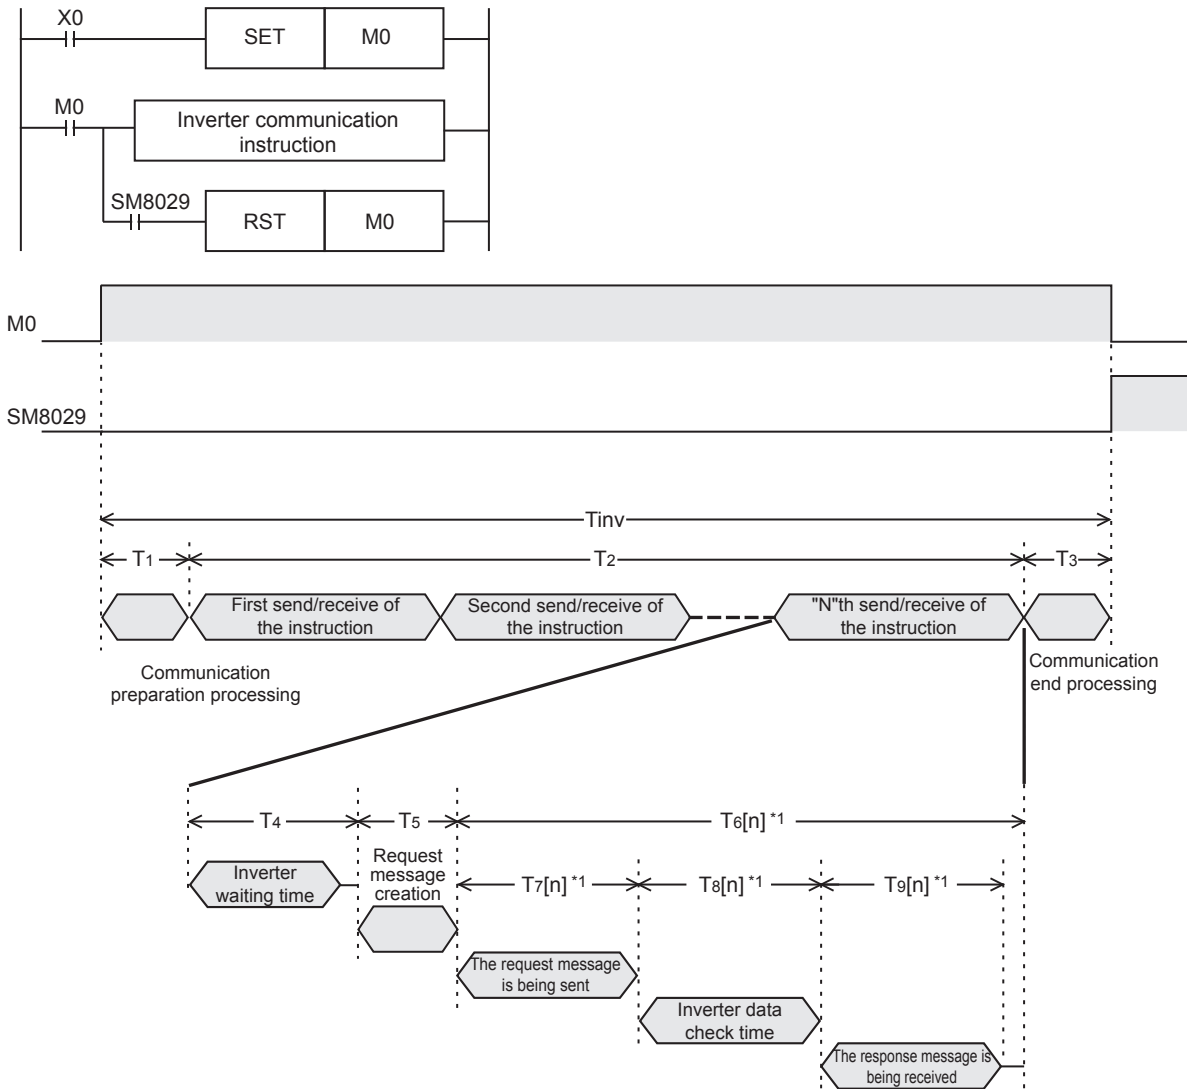 X0
SET M0
M0
Inverter communication
instruction
SM8029
RST M0
M0
SM8029
Tinv
T1 T2 T3
First send/receive of
the instruction
Second send/receive of
the instruction
"N"th send/receive of
the instruction
Communication
preparation processing
Communication
end processing
T4 T5 T6[n] *1
Inverter
waiting time
Request
message
creation
T7[n] *1 T8[n] *1 T9[n] *1
The request message
is being sent
Inverter data
check time
The response message is
being received